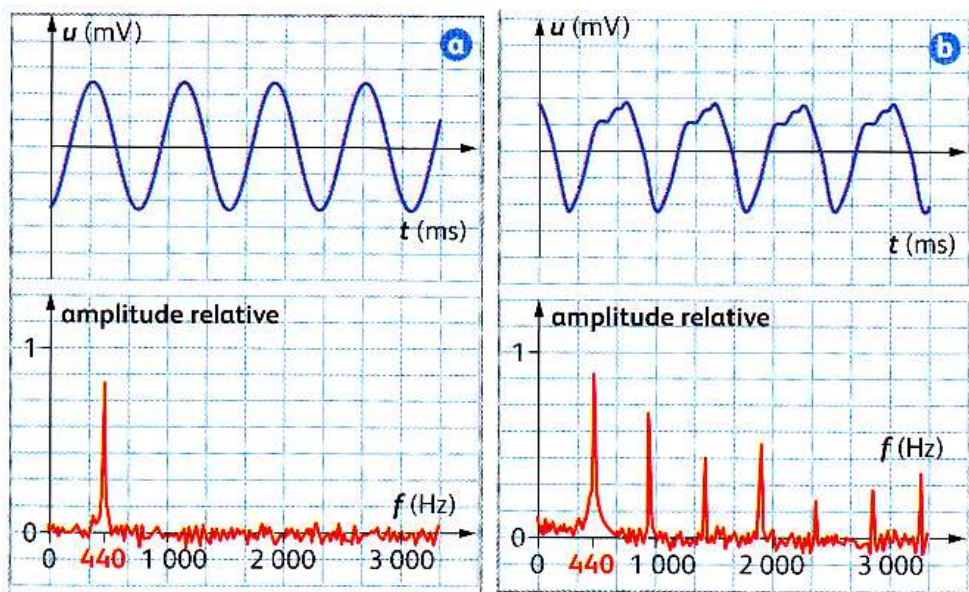 u (mV)
a
t (ms)
amplitude relative
1
0
f (Hz)
0 440 1 000 2 000 3 000
u (mV)
b
t (ms)
amplitude relative
1
0
f (Hz)
0 440 1 000 2 000 3 000